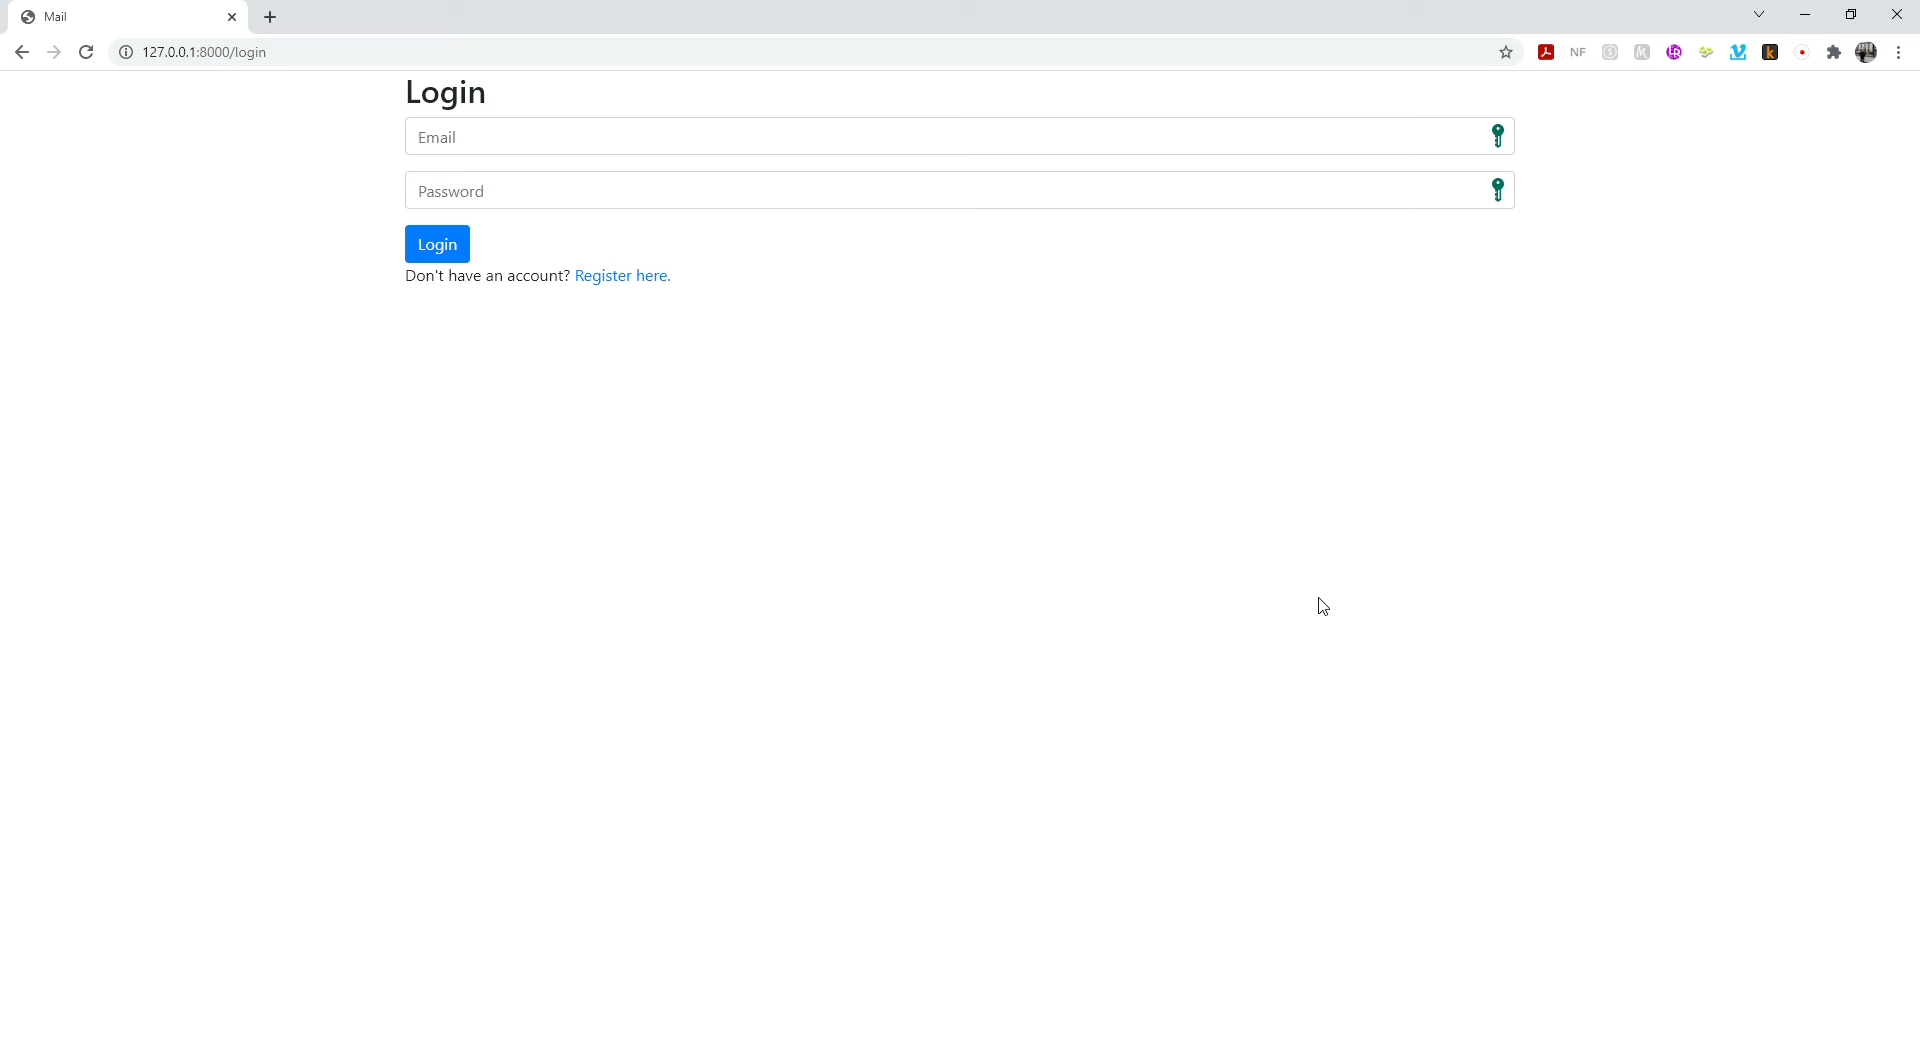 Mail
127.0.0.1:8000/login
NF
Login
Email
Password
Login
Don't have an account? Register here.